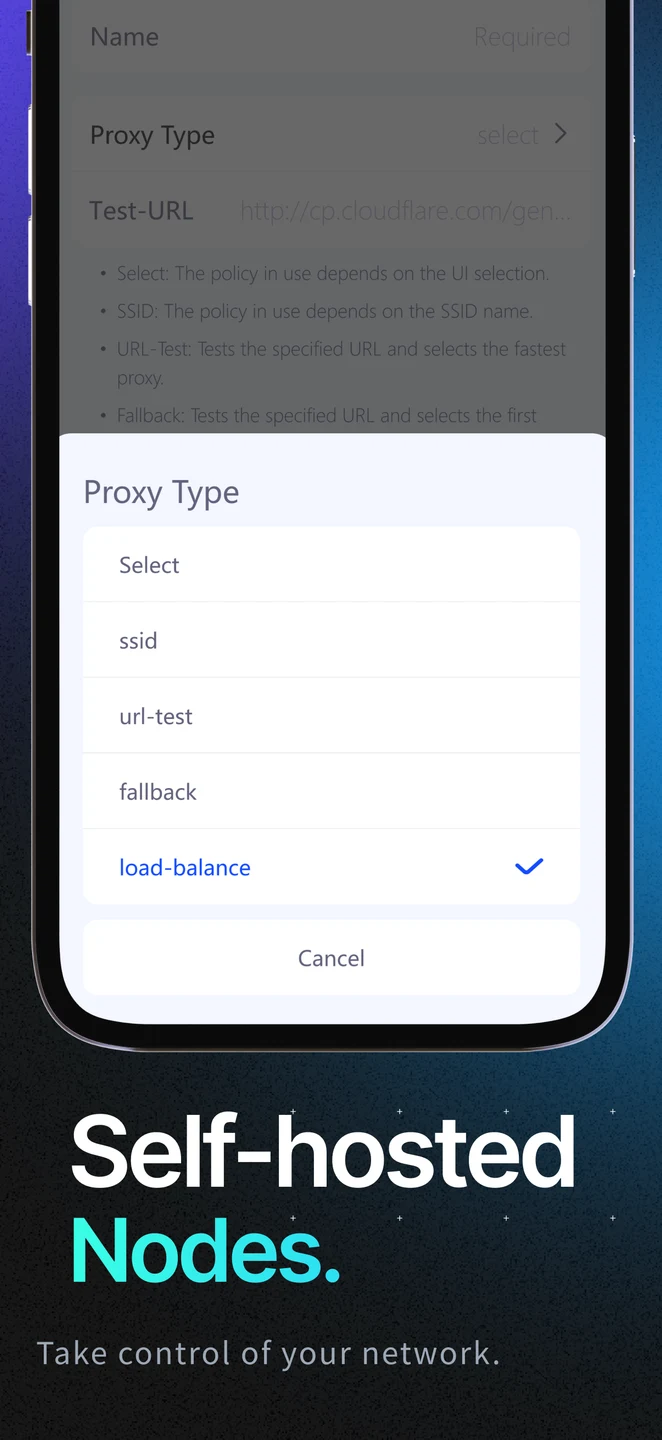 Name
Required
Proxy Type
select
Test-URL
http://cp.cloudflare.com/gen...
• Select: The policy in use depends on the UI selection.
• SSID: The policy in use depends on the SSID name.
• URL-Test: Tests the specified URL and selects the fastest
proxy.
• Fallback: Tests the specified URL and selects the first
Proxy Type
Select
ssid
url-test
fallback
load-balance
Cancel
Self-hosted
Nodes.
Take control of your network.